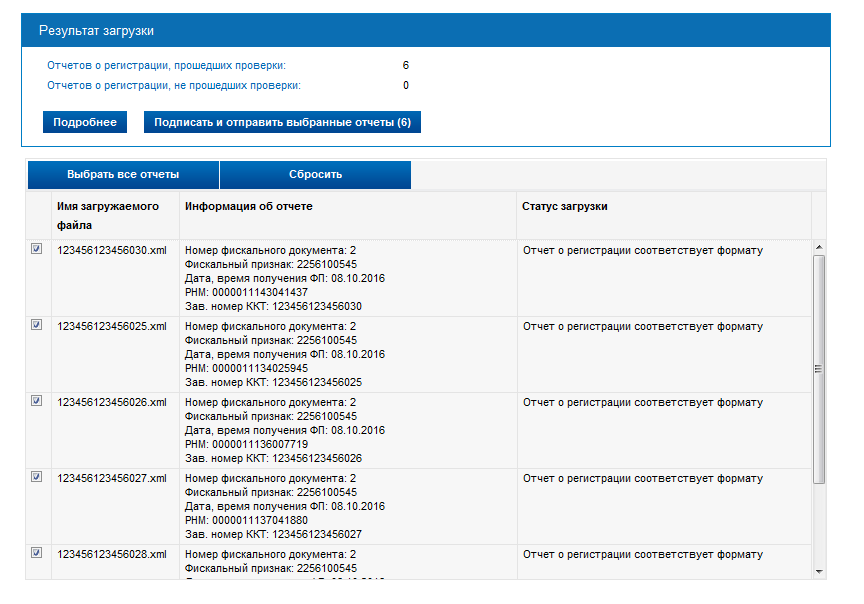 Результат загрузки
Отчетов о регистрации, прошедших проверки: 6
Отчетов о регистрации, не прошедших проверки: 0
Подробнее Подписать и отправить выбранные отчеты (6)
Выбрать все отчеты Сбросить
Имя загружаемого файла Информация об отчете Статус загрузки
123456123456030.xml Номер фискального документа: 2 Отчет о регистрации соответствует формату
Фискальный признак: 2256100545
Дата, время получения ФП: 08.10.2016
РНМ: 0000011143041437
Зав. номер ККТ: 123456123456030
123456123456025.xml Номер фискального документа: 2 Отчет о регистрации соответствует формату
Фискальный признак: 2256100545
Дата, время получения ФП: 08.10.2016
РНМ: 0000011134025945
Зав. номер ККТ: 123456123456025
123456123456026.xml Номер фискального документа: 2 Отчет о регистрации соответствует формату
Фискальный признак: 2256100545
Дата, время получения ФП: 08.10.2016
РНМ: 0000011136007719
Зав. номер ККТ: 123456123456026
123456123456027.xml Номер фискального документа: 2 Отчет о регистрации соответствует формату
Фискальный признак: 2256100545
Дата, время получения ФП: 08.10.2016
РНМ: 0000011137041880
Зав. номер ККТ: 123456123456027
123456123456028.xml Номер фискального документа: 2 Отчет о регистрации соответствует формату
Фискальный признак: 2256100545